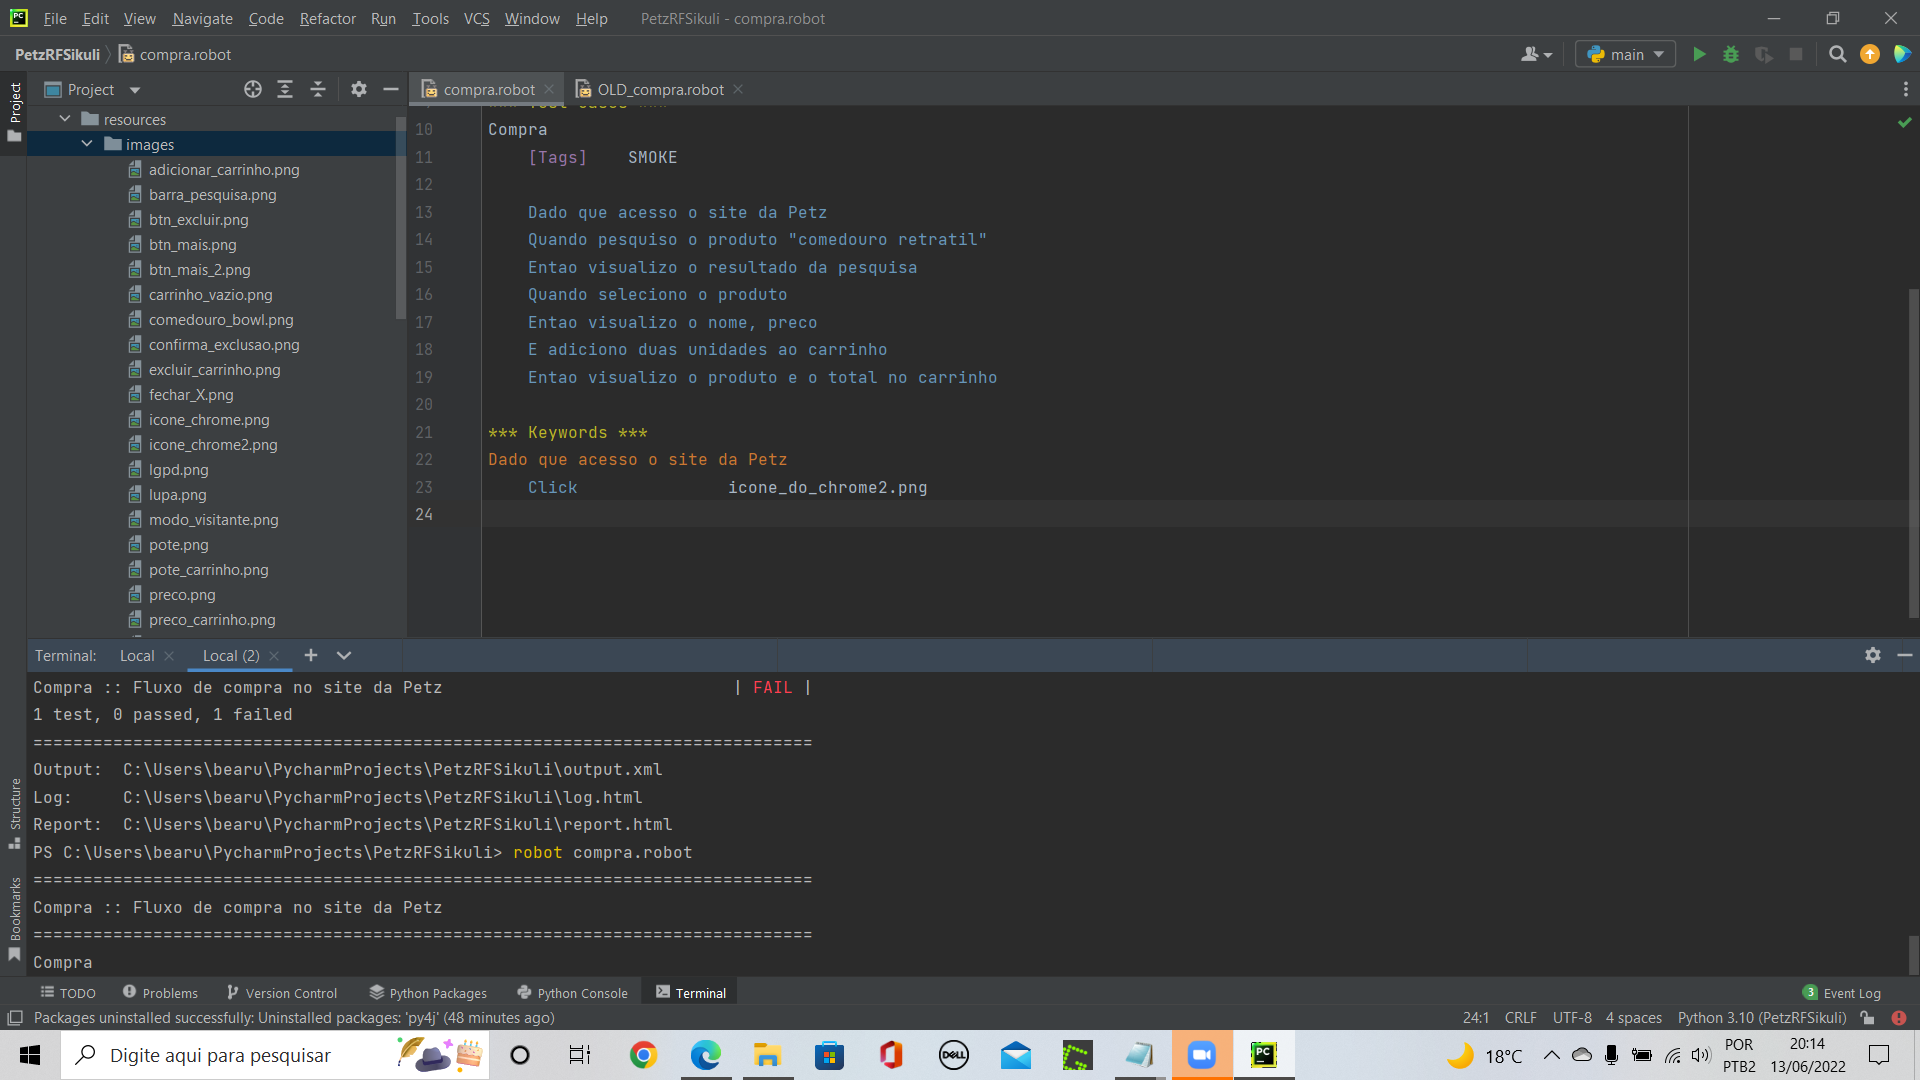 File Edit View Navigate Code Refactor Run Tools VCS Window Help PetzRFSikuli - compra.robot
PetzRFSikuli compra.robot main
Project
Project compra.robot OLD_compra.robot
resources
images
adicionar_carrinho.png
barra_pesquisa.png
btn_excluir.png
btn_mais.png
btn_mais_2.png
carrinho_vazio.png
comedouro_bowl.png
confirma_exclusao.png
excluir_carrinho.png
fechar_X.png
icone_chrome.png
icone_chrome2.png
lgpd.png
lupa.png
modo_visitante.png
pote.png
pote_carrinho.png
preco.png
preco_carrinho.png
10 Compra
11 [Tags] SMOKE
12
13 Dado que acesso o site da Petz
14 Quando pesquiso o produto "comedouro retratil"
15 Entao visualizo o resultado da pesquisa
16 Quando seleciono o produto
17 Entao visualizo o nome, preco
18 E adiciono duas unidades ao carrinho
19 Entao visualizo o produto e o total no carrinho
20
21 *** Keywords ***
22 Dado que acesso o site da Petz
23 Click icone_do_chrome2.png
24
Terminal: Local Local (2)
Compra :: Fluxo de compra no site da Petz | FAIL |
1 test, 0 passed, 1 failed
==============================================================================
Output: C:\Users\bearu\PycharmProjects\PetzRFSikuli\output.xml
Log: C:\Users\bearu\PycharmProjects\PetzRFSikuli\log.html
Report: C:\Users\bearu\PycharmProjects\PetzRFSikuli\report.html
PS C:\Users\bearu\PycharmProjects\PetzRFSikuli> robot compra.robot
==============================================================================
Compra :: Fluxo de compra no site da Petz
==============================================================================
Compra
Structure
Bookmarks
TODO Problems Version Control Python Packages Python Console Terminal 3 Event Log
Packages uninstalled successfully: Uninstalled packages: 'py4j' (48 minutes ago) 24:1 CRLF UTF-8 4 spaces Python 3.10 (PetzRFSikuli)
Digite aqui para pesquisar DELL PC 18°C POR PTB2 20:14 13/06/2022